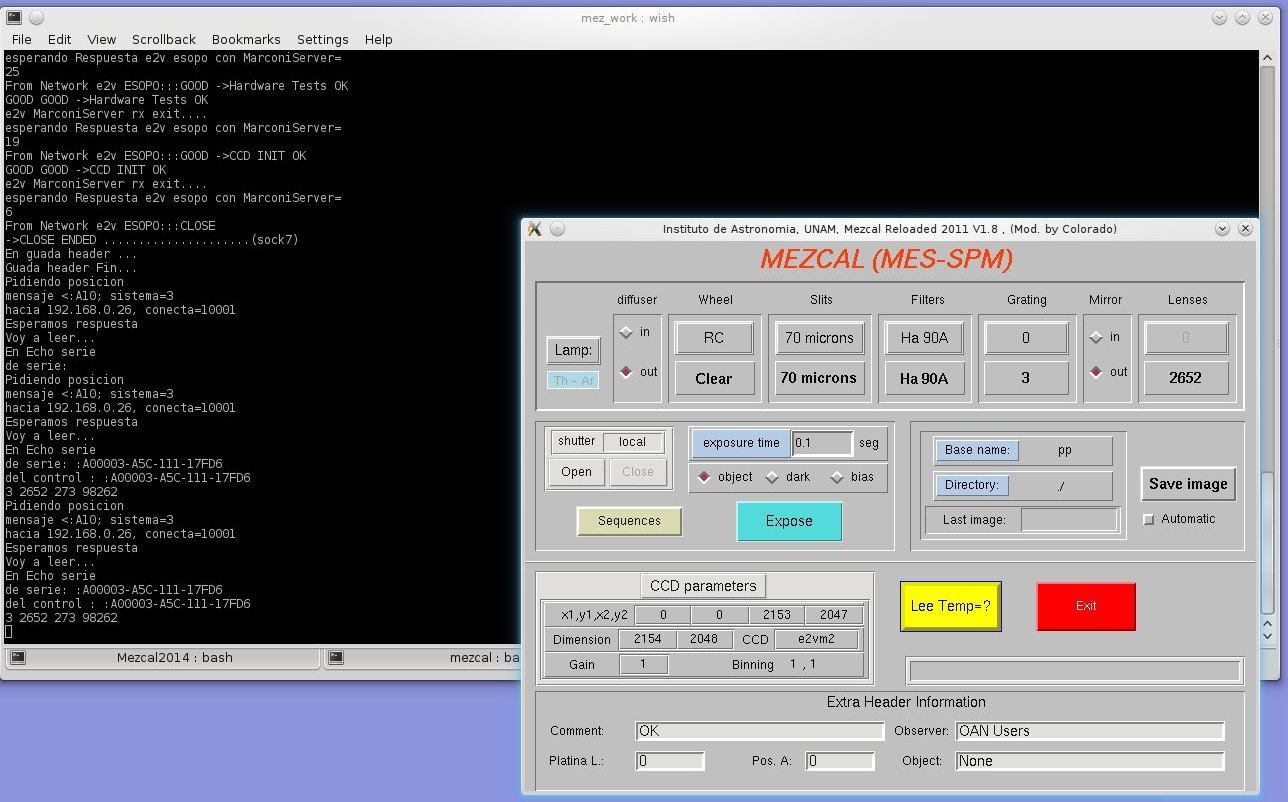 mez_work : wish
File Edit View Scrollback Bookmarks Settings Help
esperando Respuesta e2v esopo con MarconiServer=
25
From Network e2v ESOPO:::GOOD ->Hardware Tests OK
GOOD GOOD ->Hardware Tests OK
e2v MarconiServer rx exit....
esperando Respuesta e2v esopo con MarconiServer=
19
From Network e2v ESOPO:::GOOD ->CCD INIT OK
GOOD GOOD ->CCD INIT OK
e2v MarconiServer rx exit....
esperando Respuesta e2v esopo con MarconiServer=
6
From Network e2v ESOPO:::CLOSE
->CLOSE ENDED ......................(sock7)
En guada header ...
Guada header Fin...
Pidiendo posicion
mensaje <:A10; sistema=3
hacia 192.168.0.26, conecta=10001
Esperamos respuesta
Voy a leer...
En Echo serie
de serie:
Pidiendo posicion
mensaje <:A10; sistema=3
hacia 192.168.0.26, conecta=10001
Esperamos respuesta
Voy a leer...
En Echo serie
de serie: :A00003-A5C-111-17FD6
del control : :A00003-A5C-111-17FD6
3 2652 273 98262
Pidiendo posicion
mensaje <:A10; sistema=3
hacia 192.168.0.26, conecta=10001
Esperamos respuesta
Voy a leer...
En Echo serie
de serie: :A00003-A5C-111-17FD6
del control : :A00003-A5C-111-17FD6
3 2652 273 98262
Mezcal2014 : bash
mezcal : ba
Instituto de Astronomia, UNAM, Mezcal Reloaded 2011 V1.8 , (Mod. by Colorado)
MEZCAL (MES-SPM)
diffuser Wheel Slits Filters Grating Mirror Lenses
in RC 70 microns Ha 90A 0 in 0
Lamp:
Th - Ar
out Clear 70 microns Ha 90A 3 out 2652
shutter local
Open Close
exposure time 0.1 seg
object dark bias
Sequences
Expose
Base name: pp
Directory: ./
Last image:
Save image
Automatic
CCD parameters
x1,y1,x2,y2 0 0 2153 2047
Dimension 2154 2048 CCD e2vm2
Gain 1 Binning 1 , 1
Lee Temp=?
Exit
Extra Header Information
Comment: OK Observer: OAN Users
Platina L.: 0 Pos. A: 0 Object: None